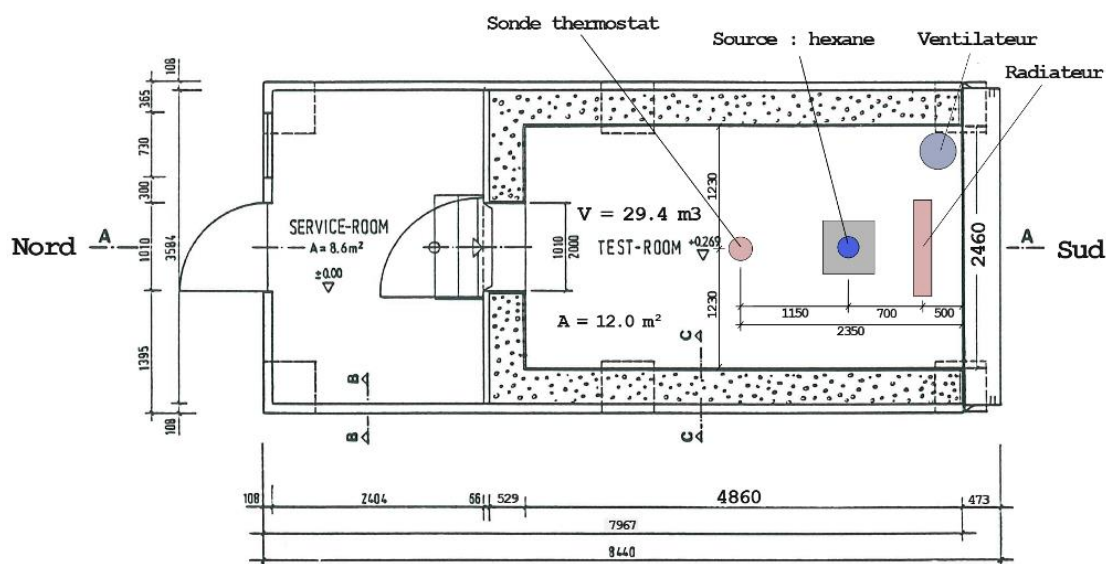 Sonde thermostat
Source : hexane
Ventilateur
Radiateur
108
365
730
300
1010
3584
1395
108
Nord
A
SERVICE-ROOM
A = 8.6 m²
±0.00
1010
2000
V = 29.4 m3
TEST-ROOM
+0.269
A = 12.0 m²
1230
1230
1150
700
500
2350
2460
A
Sud
B
B
C
C
108
2404
66
529
4860
473
7967
8440